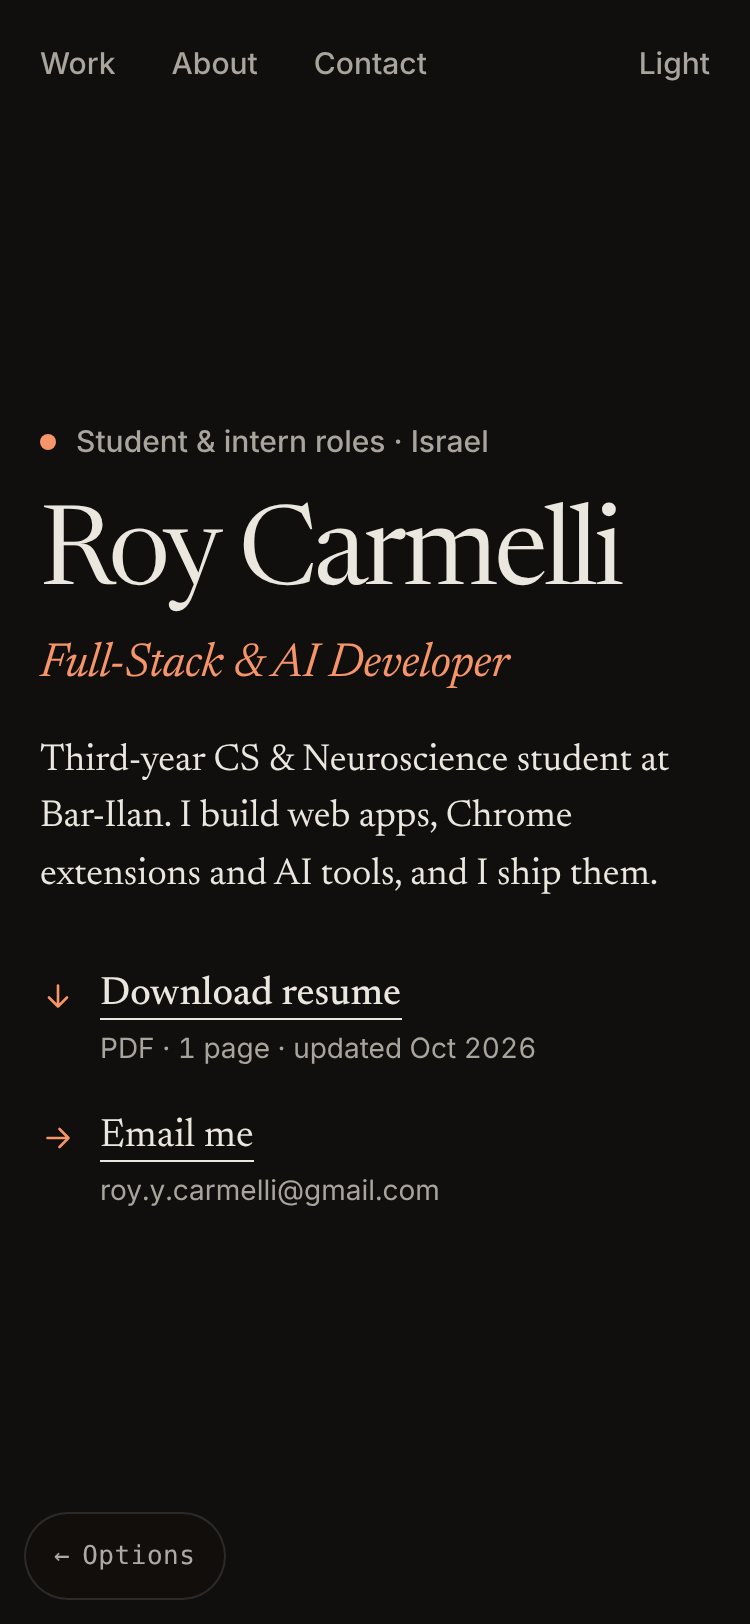 Work About Contact Light
Student & intern roles · Israel
Roy Carmelli
Full-Stack & AI Developer
Third-year CS & Neuroscience student at
Bar-Ilan. I build web apps, Chrome
extensions and AI tools, and I ship them.
↓ Download resume
PDF · 1 page · updated Oct 2026
→ Email me
roy.y.carmelli@gmail.com
← Options